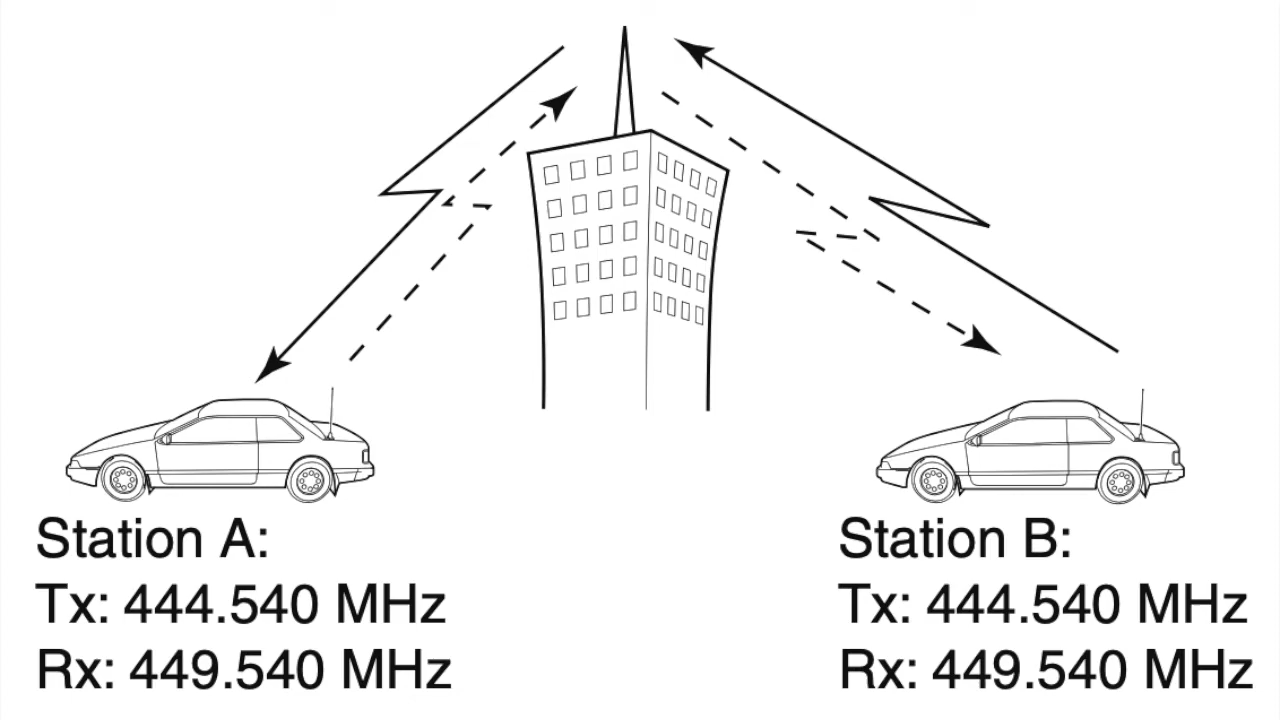 Station A:
Tx: 444.540 MHz
Rx: 449.540 MHz
Station B:
Tx: 444.540 MHz
Rx: 449.540 MHz